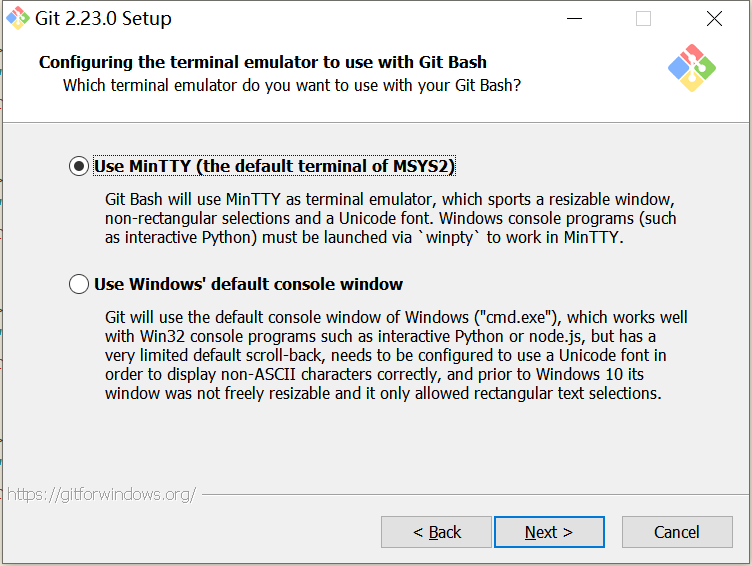 Git 2.23.0 Setup
Configuring the terminal emulator to use with Git Bash
Which terminal emulator do you want to use with your Git Bash?
Use MinTTY (the default terminal of MSYS2)
Git Bash will use MinTTY as terminal emulator, which sports a resizable window,
non-rectangular selections and a Unicode font. Windows console programs (such
as interactive Python) must be launched via `winpty` to work in MinTTY.
Use Windows' default console window
Git will use the default console window of Windows ("cmd.exe"), which works well
with Win32 console programs such as interactive Python or node.js, but has a
very limited default scroll-back, needs to be configured to use a Unicode font in
order to display non-ASCII characters correctly, and prior to Windows 10 its
window was not freely resizable and it only allowed rectangular text selections.
https://gitforwindows.org/
< Back
Next >
Cancel